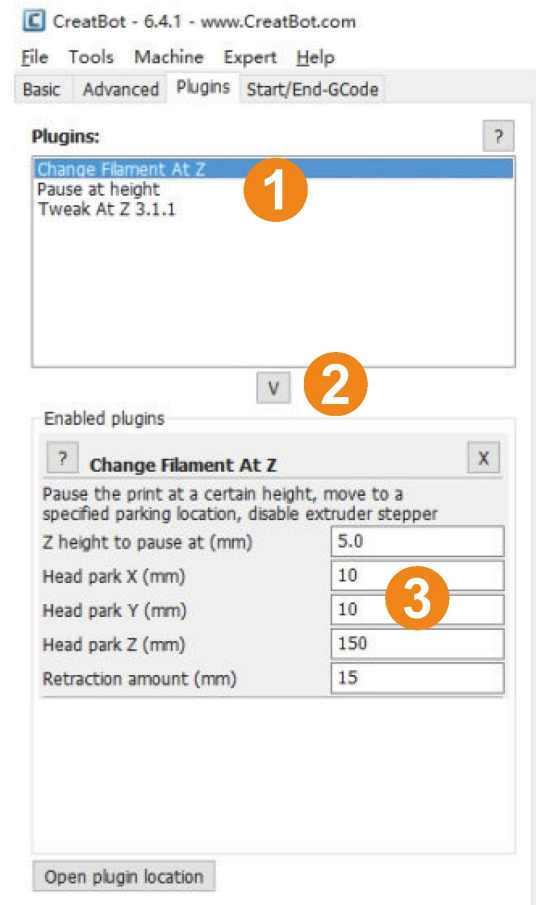 C CreatBot - 6.4.1 - www.CreatBot.com
File Tools Machine Expert Help
Basic Advanced Plugins Start/End-GCode
Plugins: ?
Change Filament At Z
Pause at height
Tweak At Z 3.1.1
1
V 2
Enabled plugins
? Change Filament At Z X
Pause the print at a certain height, move to a
specified parking location, disable extruder stepper
Z height to pause at (mm) 5.0
Head park X (mm) 10
Head park Y (mm) 10
3
Head park Z (mm) 150
Retraction amount (mm) 15
Open plugin location